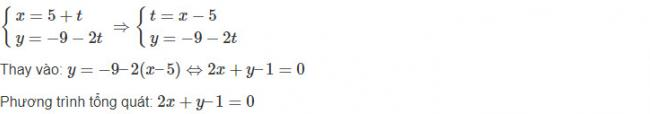 { x = 5 + t
y = −9 − 2t ⇒ { t = x − 5
y = −9 − 2t
Thay vào: y = −9−2(x−5) ⇔ 2x + y−1 = 0
Phương trình tổng quát: 2x + y−1 = 0